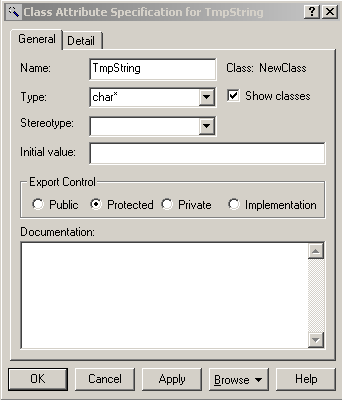 Class Attribute Specification for TmpString
General Detail
Name: TmpString Class: NewClass
Type: char* Show classes
Stereotype:
Initial value:
Export Control
Public Protected Private Implementation
Documentation:
OK Cancel Apply Browse Help